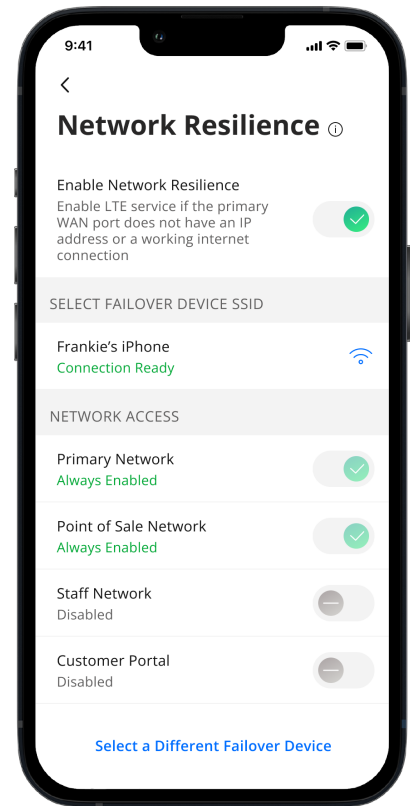 9:41
Network Resilience
Enable Network Resilience
Enable LTE service if the primary
WAN port does not have an IP
address or a working internet
connection
SELECT FAILOVER DEVICE SSID
Frankie’s iPhone
Connection Ready
NETWORK ACCESS
Primary Network
Always Enabled
Point of Sale Network
Always Enabled
Staff Network
Disabled
Customer Portal
Disabled
Select a Different Failover Device